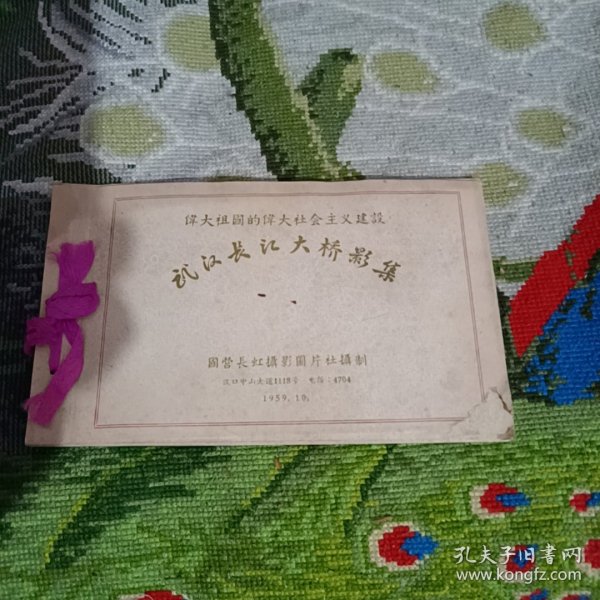 偉大祖國的偉大社会主义建設
武汉长江大桥影集
國营長虹攝影圖片社攝制
汉口中山大道1118号 电话：4704
1959.10.
孔夫子旧书网
www.kongfz.com